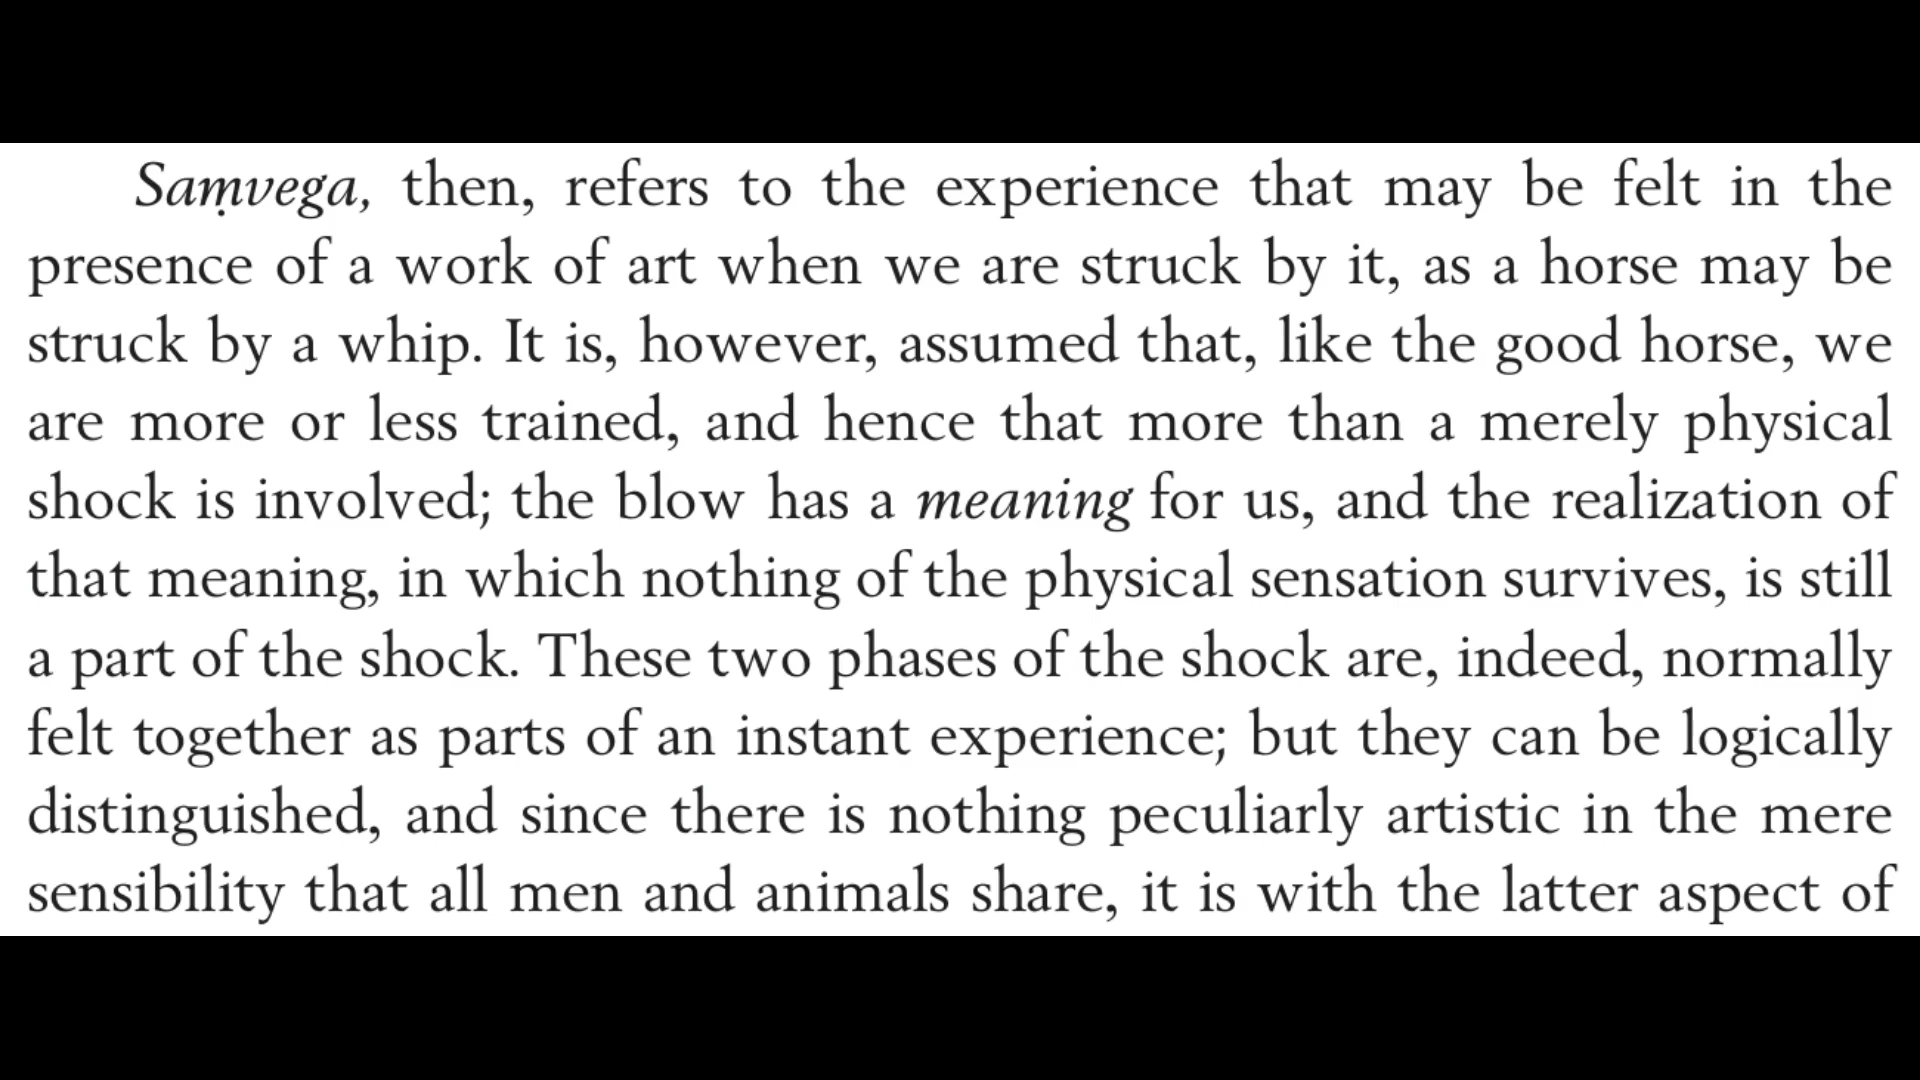 Saṃvega, then, refers to the experience that may be felt in the
presence of a work of art when we are struck by it, as a horse may be
struck by a whip. It is, however, assumed that, like the good horse, we
are more or less trained, and hence that more than a merely physical
shock is involved; the blow has a meaning for us, and the realization of
that meaning, in which nothing of the physical sensation survives, is still
a part of the shock. These two phases of the shock are, indeed, normally
felt together as parts of an instant experience; but they can be logically
distinguished, and since there is nothing peculiarly artistic in the mere
sensibility that all men and animals share, it is with the latter aspect of